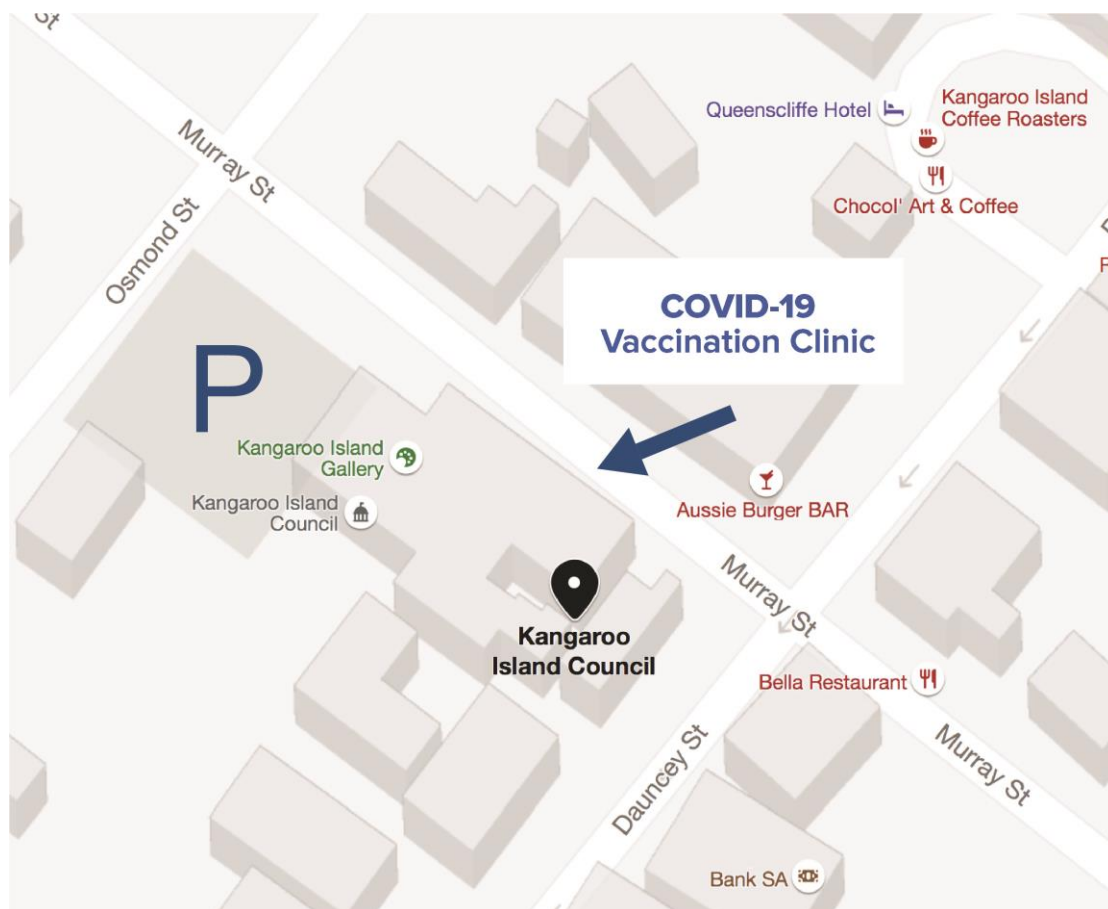 St
Murray St
Osmond St
Queenscliffe Hotel
Kangaroo Island
Coffee Roasters
Chocol' Art & Coffee
COVID-19
Vaccination Clinic
P
Kangaroo Island
Gallery
Kangaroo Island
Council
Aussie Burger BAR
Kangaroo
Island Council
Murray St
Bella Restaurant
Murray St
Dauncey St
Bank SA